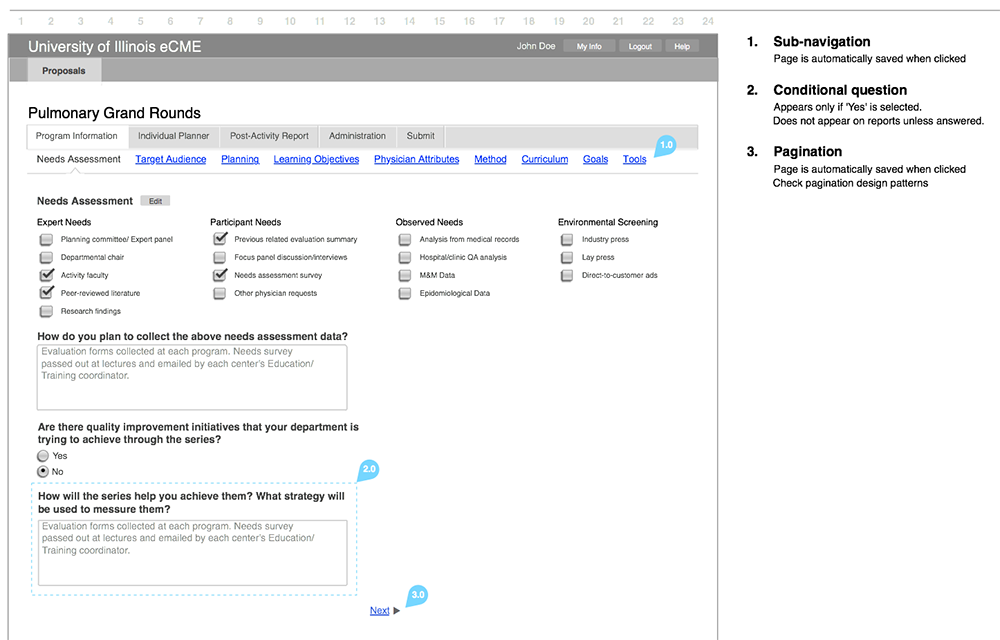 1 2 3 4 5 6 7 8 9 10 11 12 13 14 15 16 17 18 19 20 21 22 23 24
University of Illinois eCME
John Doe My Info Logout Help
Proposals
Pulmonary Grand Rounds
Program Information Individual Planner Post-Activity Report Administration Submit
1.0
Needs Assessment Target Audience Planning Learning Objectives Physician Attributes Method Curriculum Goals Tools
Needs Assessment Edit
Expert Needs Participant Needs Observed Needs Environmental Screening
Planning committee/ Expert panel Previous related evaluation summary Analysis from medical records Industry press
Departmental chair Focus panel discussion/interviews Hospital/clinic QA analysis Lay press
Activity faculty Needs assessment survey M&M Data Direct-to-customer ads
Peer-reviewed literature Other physician requests Epidemiological Data
Research findings
How do you plan to collect the above needs assessment data?
Evaluation forms collected at each program. Needs survey
passed out at lectures and emailed by each center's Education/
Training coordinator.
Are there quality improvement initiatives that your department is
trying to achieve through the series?
Yes
No
2.0
How will the series help you achieve them? What strategy will
be used to messure them?
Evaluation forms collected at each program. Needs survey
passed out at lectures and emailed by each center's Education/
Training coordinator.
3.0
Next
1. Sub-navigation
Page is automatically saved when clicked
2. Conditional question
Appears only if 'Yes' is selected.
Does not appear on reports unless answered.
3. Pagination
Page is automatically saved when clicked
Check pagination design patterns